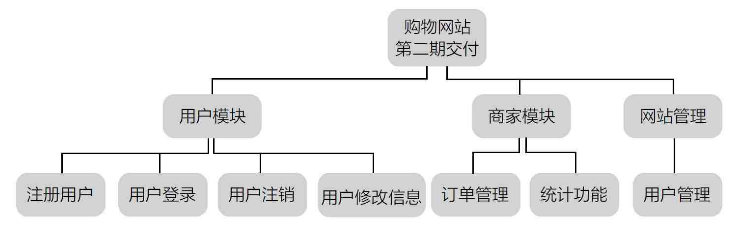 购物网站
第二期交付
用户模块
商家模块
网站管理
注册用户
用户登录
用户注销
用户修改信息
订单管理
统计功能
用户管理